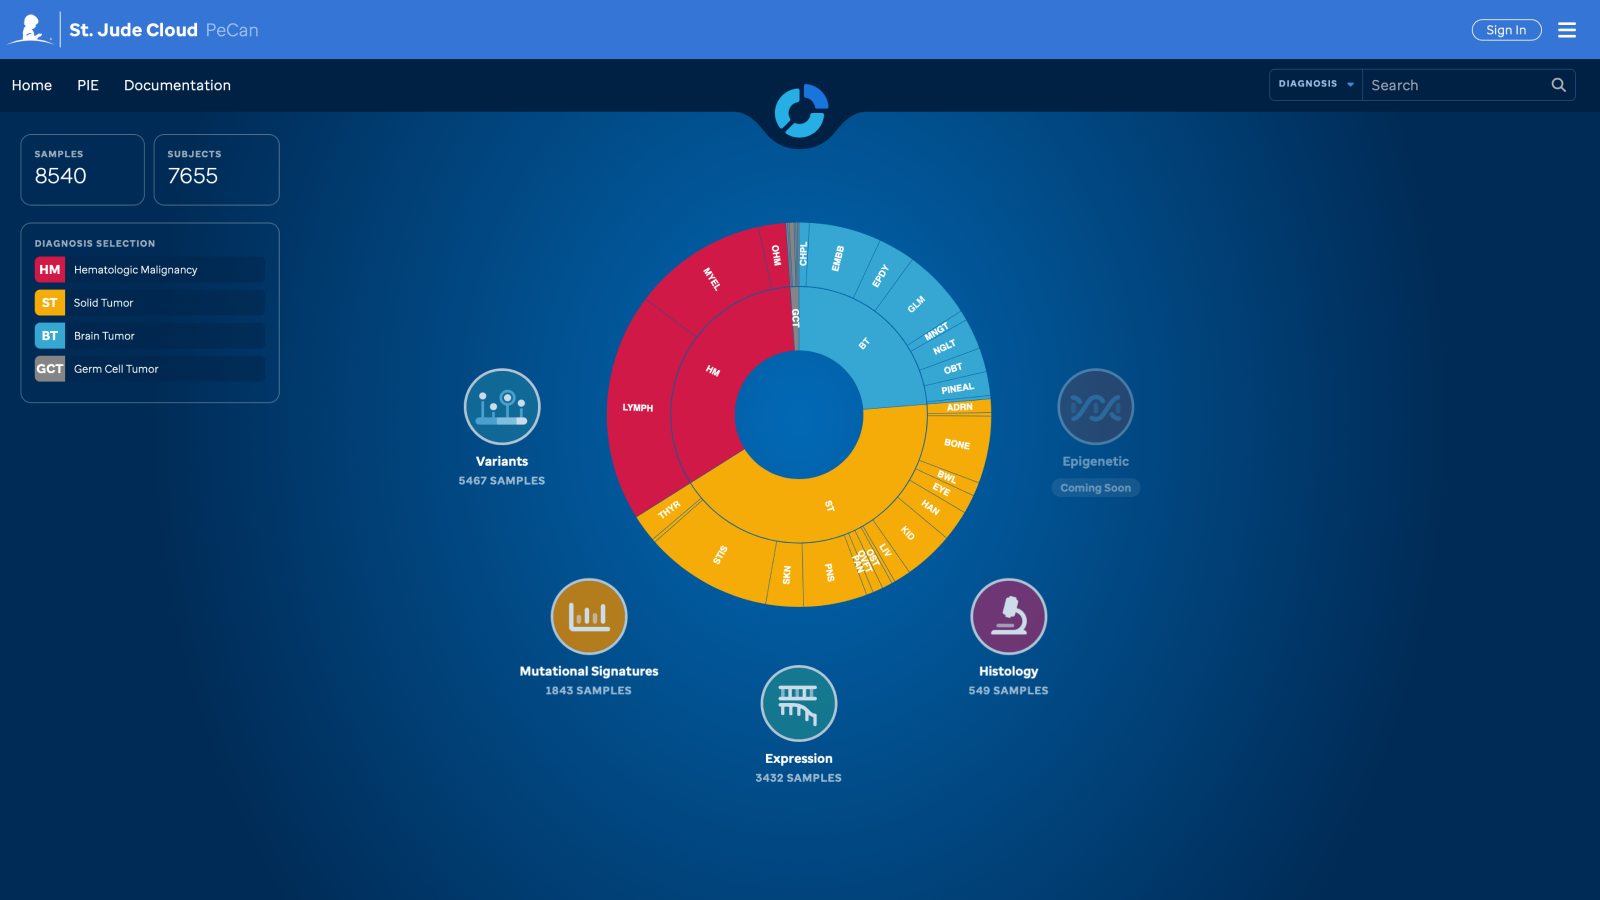 St. Jude Cloud PeCan
Sign In
Home
PIE
Documentation
DIAGNOSIS
Search
SAMPLES
8540
SUBJECTS
7655
DIAGNOSIS SELECTION
HM Hematologic Malignancy
ST Solid Tumor
BT Brain Tumor
GCT Germ Cell Tumor
OHM
MYEL
LYMPH
HM
GCT
CHPL
EMBB
EPDY
GLM
MNGT
NGLT
OBT
PINEAL
BT
ADRN
BONE
BWL
EYE
HAN
KID
LIV
OST
OVFT
PAN
PNS
SKN
STIS
THYR
ST
Variants
5467 SAMPLES
Epigenetic
Coming Soon
Mutational Signatures
1843 SAMPLES
Histology
549 SAMPLES
Expression
3432 SAMPLES